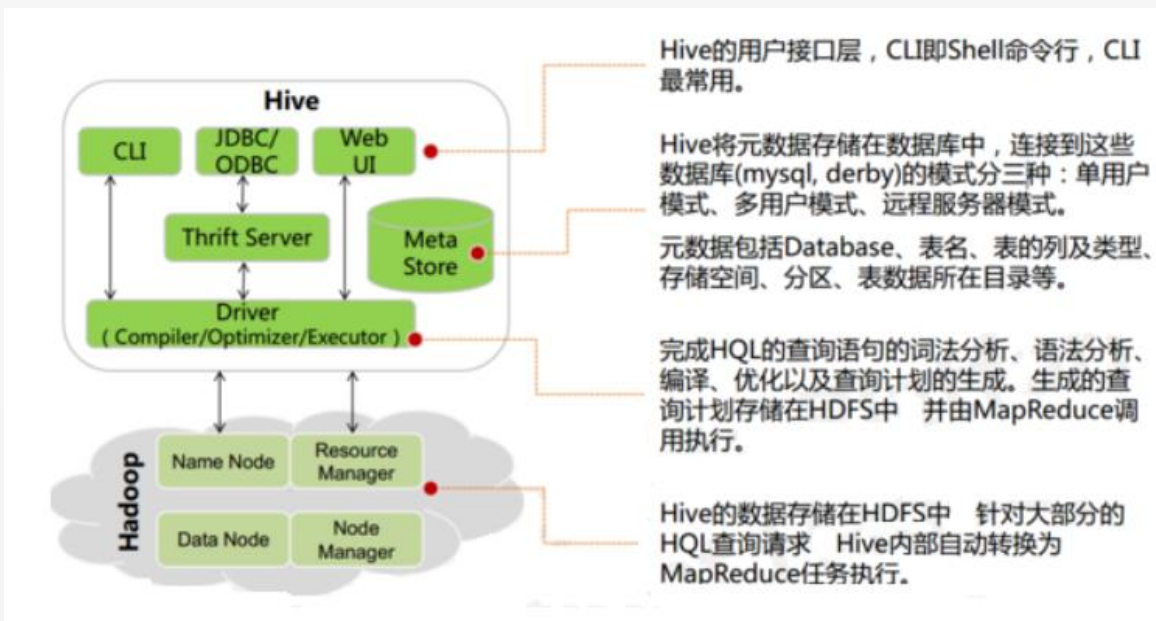 Hive
CLI
JDBC/
ODBC
Web
UI
Thrift Server
Meta
Store
Driver
( Compiler/Optimizer/Executor )
Hadoop
Name Node
Resource
Manager
Data Node
Node
Manager
Hive的用户接口层，CLI即Shell命令行，CLI
最常用。
Hive将元数据存储在数据库中，连接到这些
数据库(mysql, derby)的模式分三种：单用户
模式、多用户模式、远程服务器模式。
元数据包括Database、表名、表的列及类型、
存储空间、分区、表数据所在目录等。
完成HQL的查询语句的词法分析、语法分析、
编译、优化以及查询计划的生成。生成的查
询计划存储在HDFS中 并由MapReduce调
用执行。
Hive的数据存储在HDFS中 针对大部分的
HQL查询请求 Hive内部自动转换为
MapReduce任务执行。